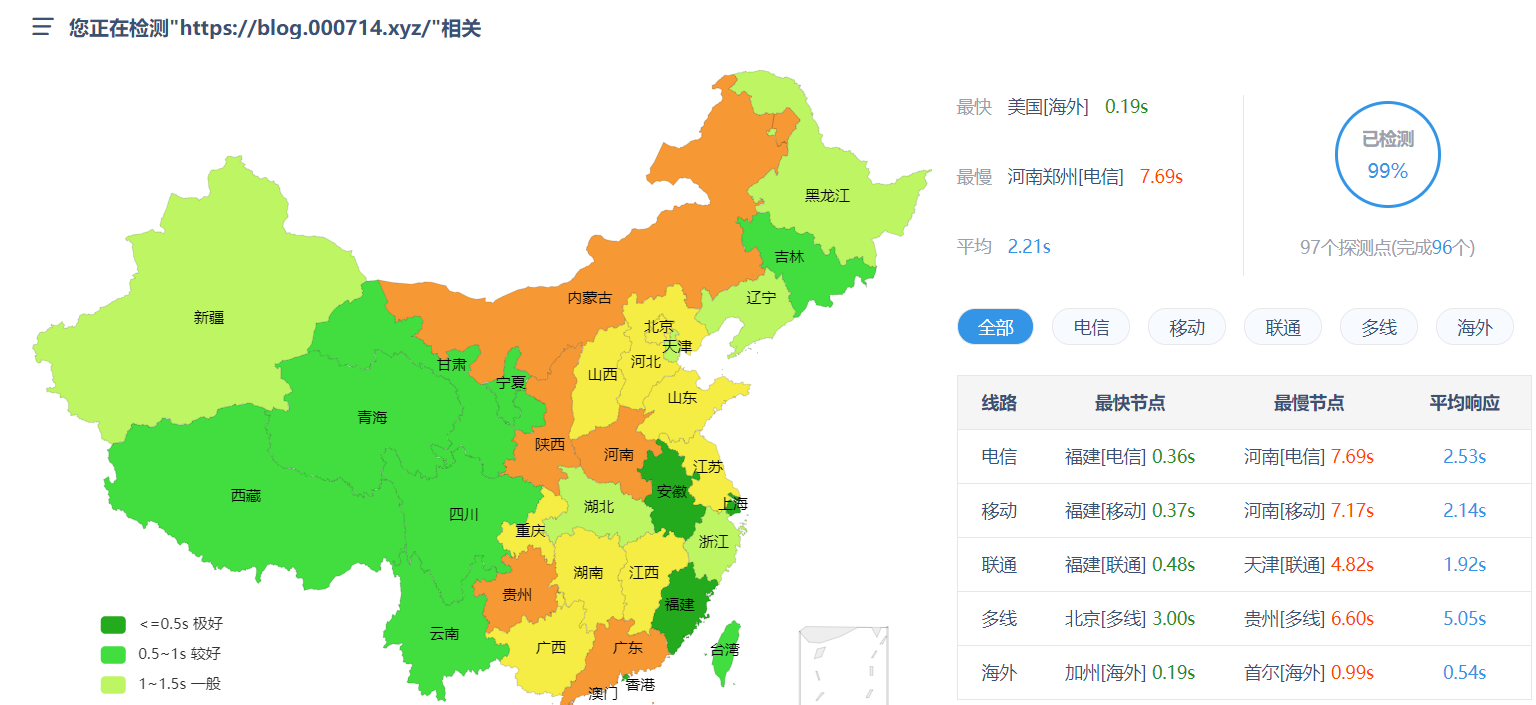 您正在检测"https://blog.000714.xyz/"相关
黑龙江
吉林
辽宁
内蒙古
新疆
北京
天津
河北
甘肃
宁夏
山西
山东
青海
陕西
河南
江苏
西藏
安徽
上海
湖北
四川
重庆
浙江
湖南
江西
贵州
福建
云南
广西
广东
台湾
香港
澳门
<=0.5s 极好
0.5~1s 较好
1~1.5s 一般
最快 美国[海外] 0.19s
最慢 河南郑州[电信] 7.69s
平均 2.21s
已检测
99%
97个探测点(完成96个)
全部 电信 移动 联通 多线 海外
线路 最快节点 最慢节点 平均响应
电信 福建[电信] 0.36s 河南[电信] 7.69s 2.53s
移动 福建[移动] 0.37s 河南[移动] 7.17s 2.14s
联通 福建[联通] 0.48s 天津[联通] 4.82s 1.92s
多线 北京[多线] 3.00s 贵州[多线] 6.60s 5.05s
海外 加州[海外] 0.19s 首尔[海外] 0.99s 0.54s